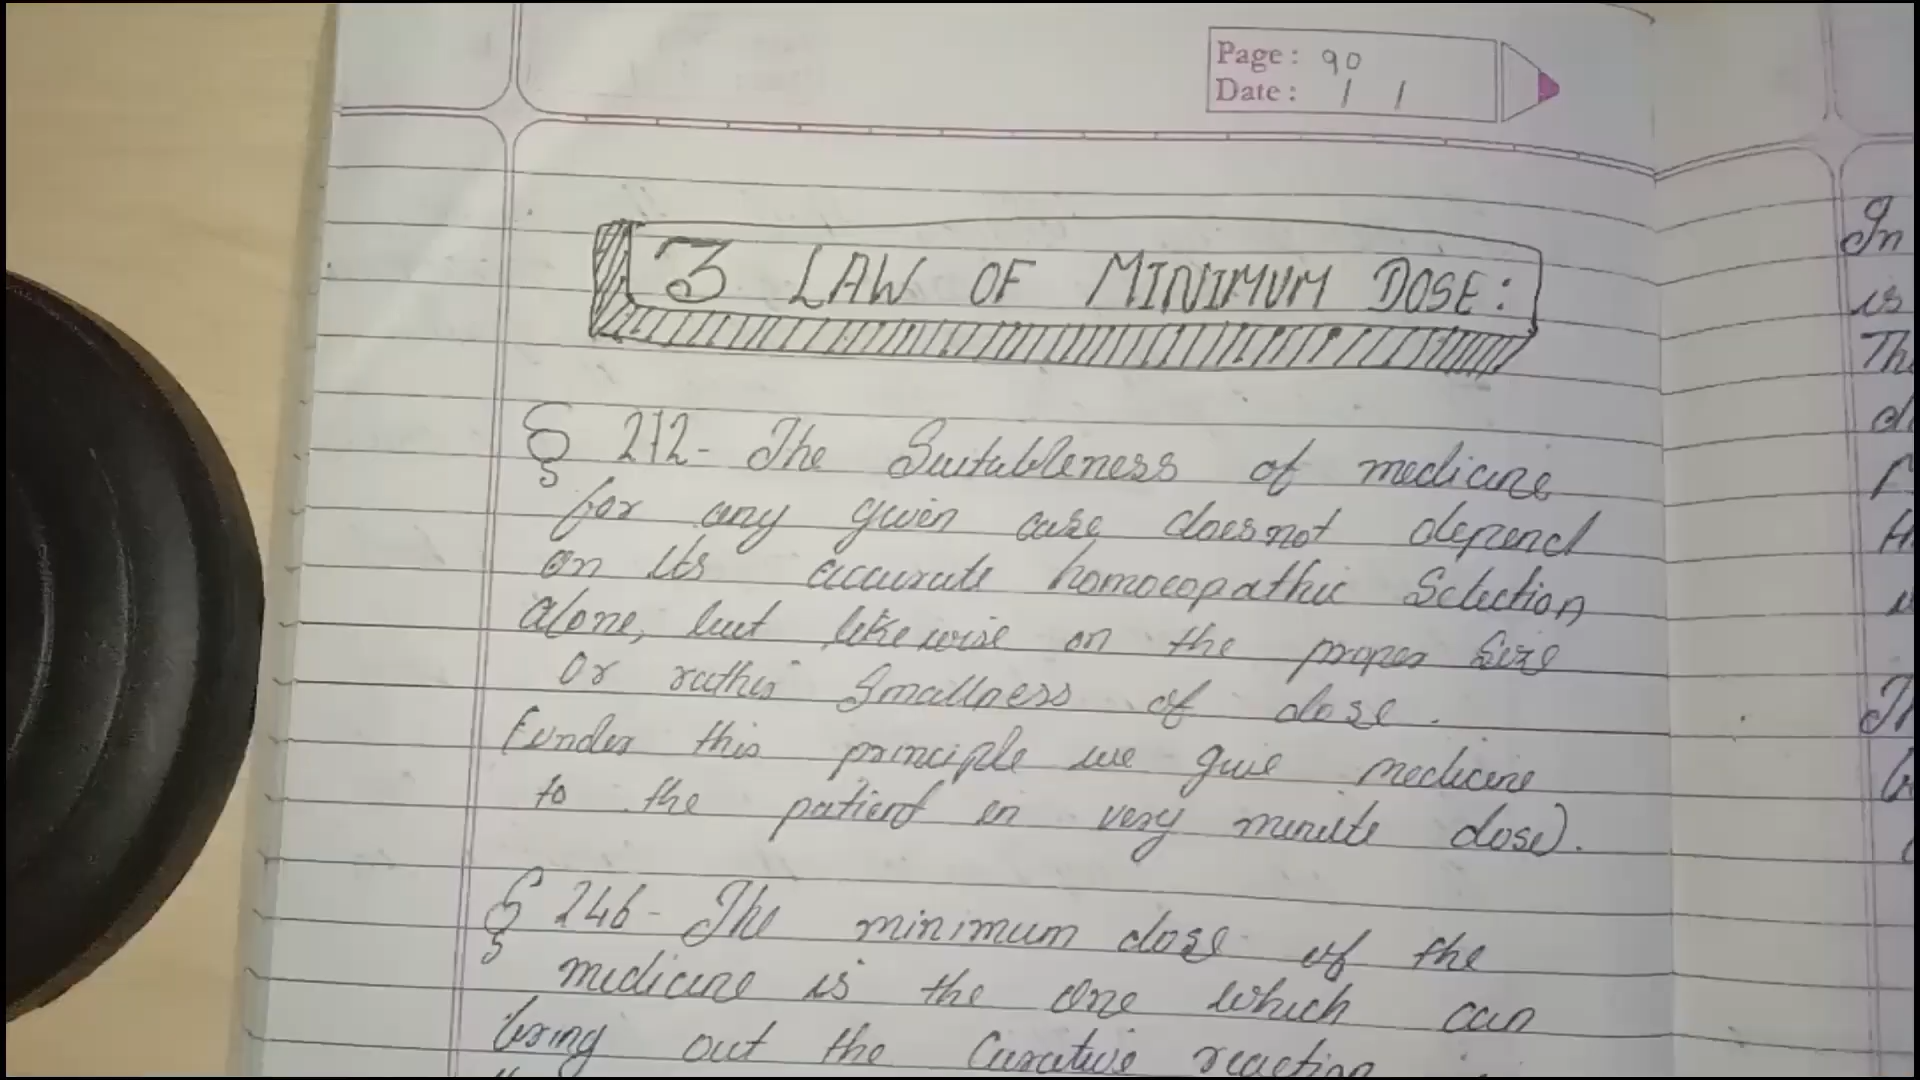 Page: 90
Date: / /
3 LAW OF MINIMUM DOSE:
§ 272- The Suitableness of medicine
for any given case does not depend
on its accurate homoeopathic Selection
alone, but likewise on the proper Size
or rather Smallness of dose.
(under this principle we give medicine
to the patient in very minute dose).
§ 246- The minimum dose of the
medicine is the one which can
bring out the Curative reaction
In
is
Th